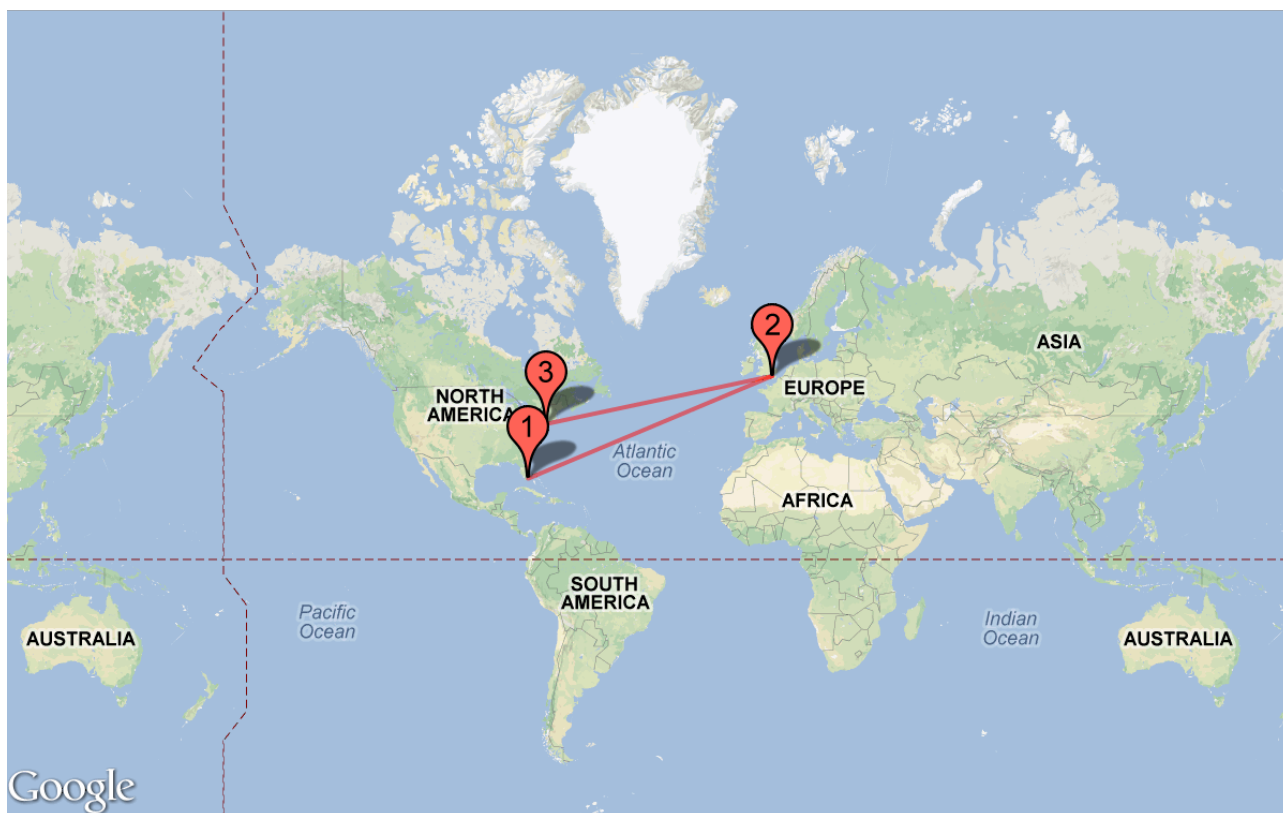 2
ASIA
3
EUROPE
NORTH
AMERICA
1
Atlantic
Ocean
AFRICA
SOUTH
AMERICA
Pacific
Ocean
Indian
Ocean
AUSTRALIA
AUSTRALIA
Google